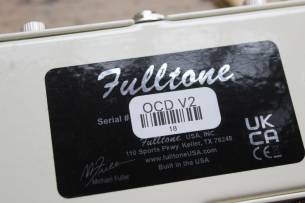 Fulltone
Serial #
OCD V2
18
Fulltone USA, INC
110 Sports Pkwy. Keller, TX 76248
www.fulltoneUSA.com
Built in the USA
Michael Fuller
UK
CA
CE